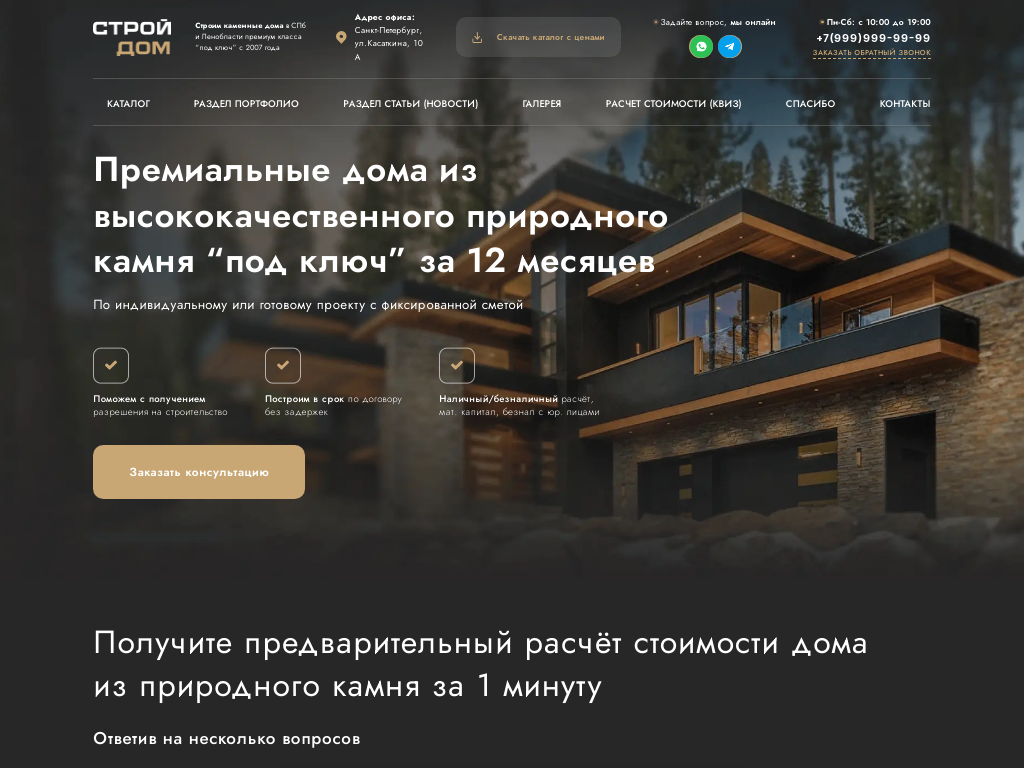 СТРОЙ
ДОМ
Строим каменные дома в СПб
и Ленобласти премиум класса
“под ключ” с 2007 года
Адрес офиса:
Санкт-Петербург,
ул.Касаткина, 10
А
Скачать каталог с ценами
Задайте вопрос, мы онлайн
Пн-Сб: с 10:00 до 19:00
+7(999)999-99-99
ЗАКАЗАТЬ ОБРАТНЫЙ ЗВОНОК
КАТАЛОГ РАЗДЕЛ ПОРТФОЛИО РАЗДЕЛ СТАТЬИ (НОВОСТИ) ГАЛЕРЕЯ РАСЧЕТ СТОИМОСТИ (КВИЗ) СПАСИБО КОНТАКТЫ
Премиальные дома из
высококачественного природного
камня “под ключ” за 12 месяцев
По индивидуальному или готовому проекту с фиксированной сметой
Поможем с получением
разрешения на строительство
Построим в срок по договору
без задержек
Наличный/безналичный расчёт,
мат. капитал, безнал с юр. лицами
Заказать консультацию
Получите предварительный расчёт стоимости дома
из природного камня за 1 минуту
Ответив на несколько вопросов